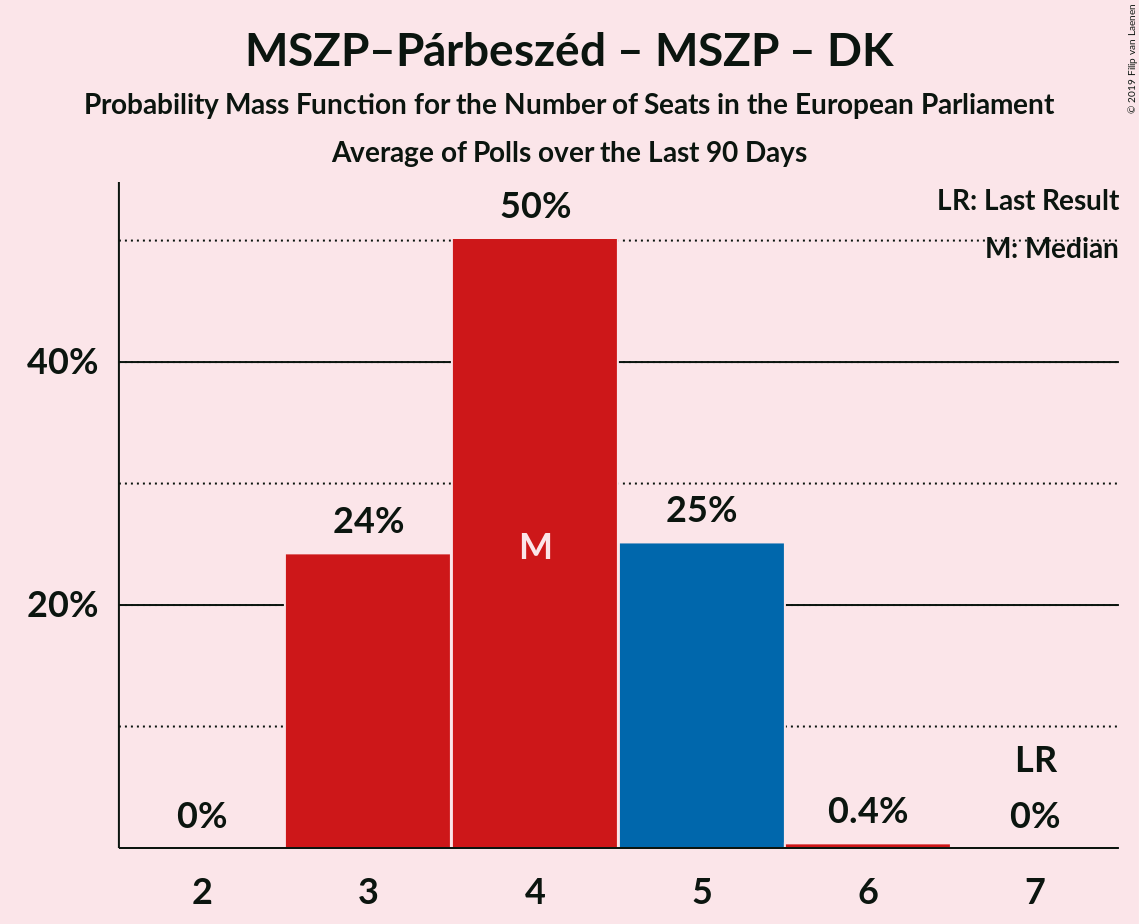 MSZP–Párbeszéd – MSZP – DK
Probability Mass Function for the Number of Seats in the European Parliament
Average of Polls over the Last 90 Days
© 2019 Filip van Laenen
LR: Last Result
M: Median
50%
40%
24%
M
25%
20%
LR
0%
0.4%
0%
2 3 4 5 6 7